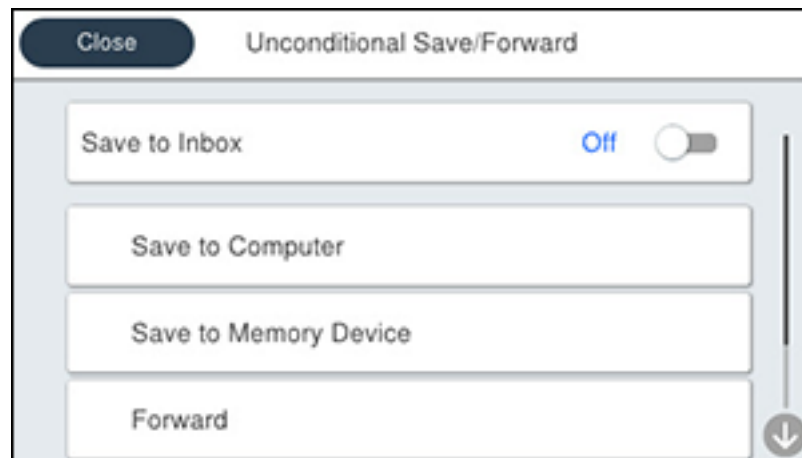 Close
Unconditional Save/Forward
Save to Inbox
Off
Save to Computer
Save to Memory Device
Forward